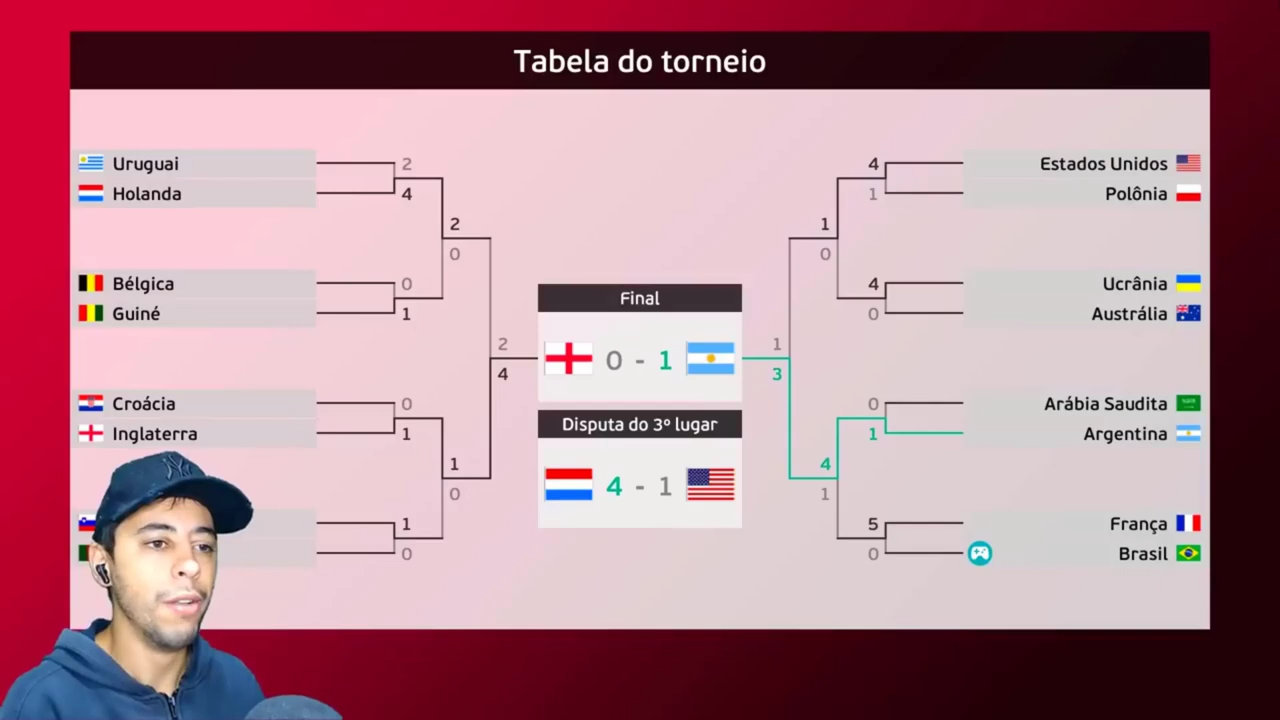 Tabela do torneio
Uruguai 2
Holanda 4
2
0
Bélgica 0
Guiné 1
2
4
Croácia 0
Inglaterra 1
1
0
1
0
Final
0 - 1
Disputa do 3º lugar
4 - 1
4 Estados Unidos
1 Polônia
1
0
4 Ucrânia
0 Austrália
1
3
0 Arábia Saudita
1 Argentina
4
1
5 França
0 Brasil